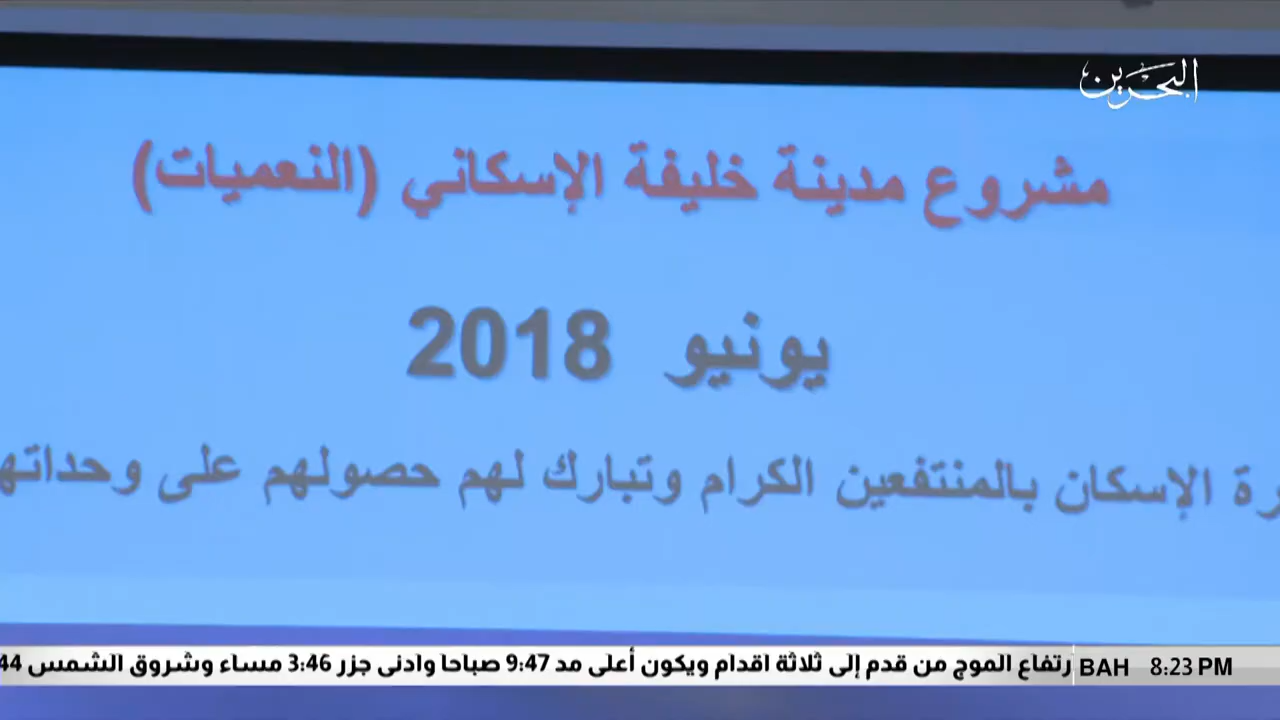 البحرين
مشروع مدينة خليفة الإسكاني (النعميات)
يونيو 2018
الإسكان بالمنتفعين الكرام وتبارك لهم حصولهم على
رتفاع الموج من قدم إلى ثلاثة اقدام ويكون أعلى مد 9:47 صباحا وادنى جزر 3:46 مساء وشروق الشمس 44
BAH 8:23 PM